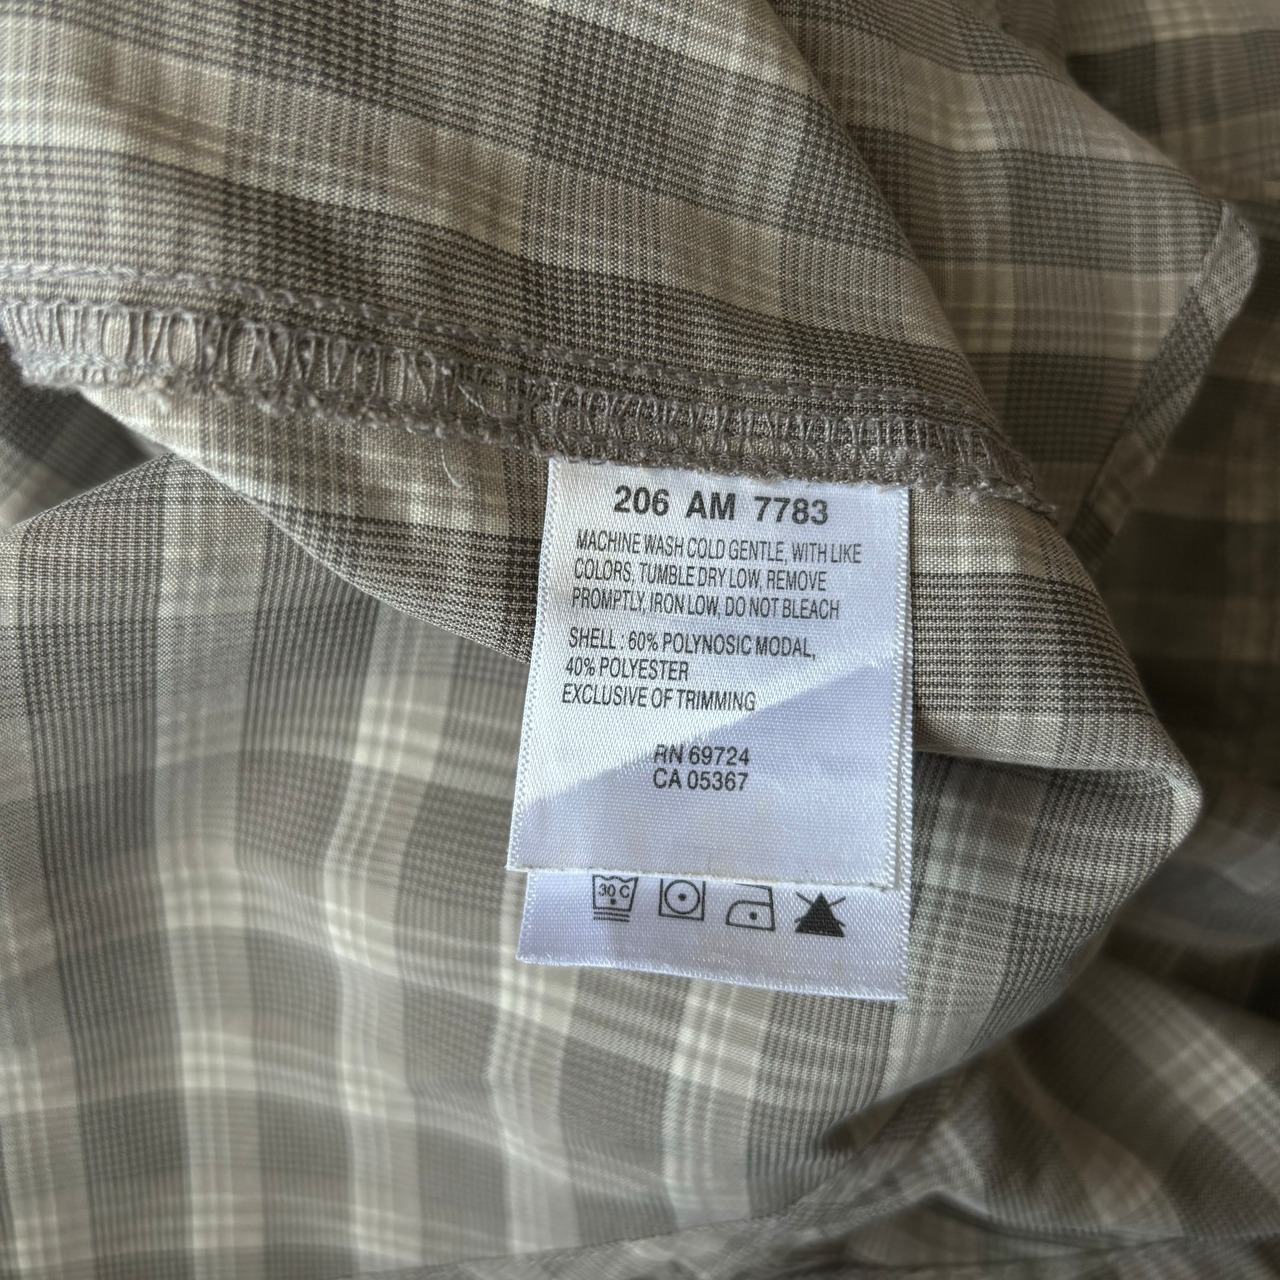 206 AM 7783
MACHINE WASH COLD GENTLE, WITH LIKE
COLORS, TUMBLE DRY LOW, REMOVE
PROMPTLY, IRON LOW, DO NOT BLEACH
SHELL : 60% POLYNOSIC MODAL,
40% POLYESTER
EXCLUSIVE OF TRIMMING
RN 69724
CA 05367
30 C